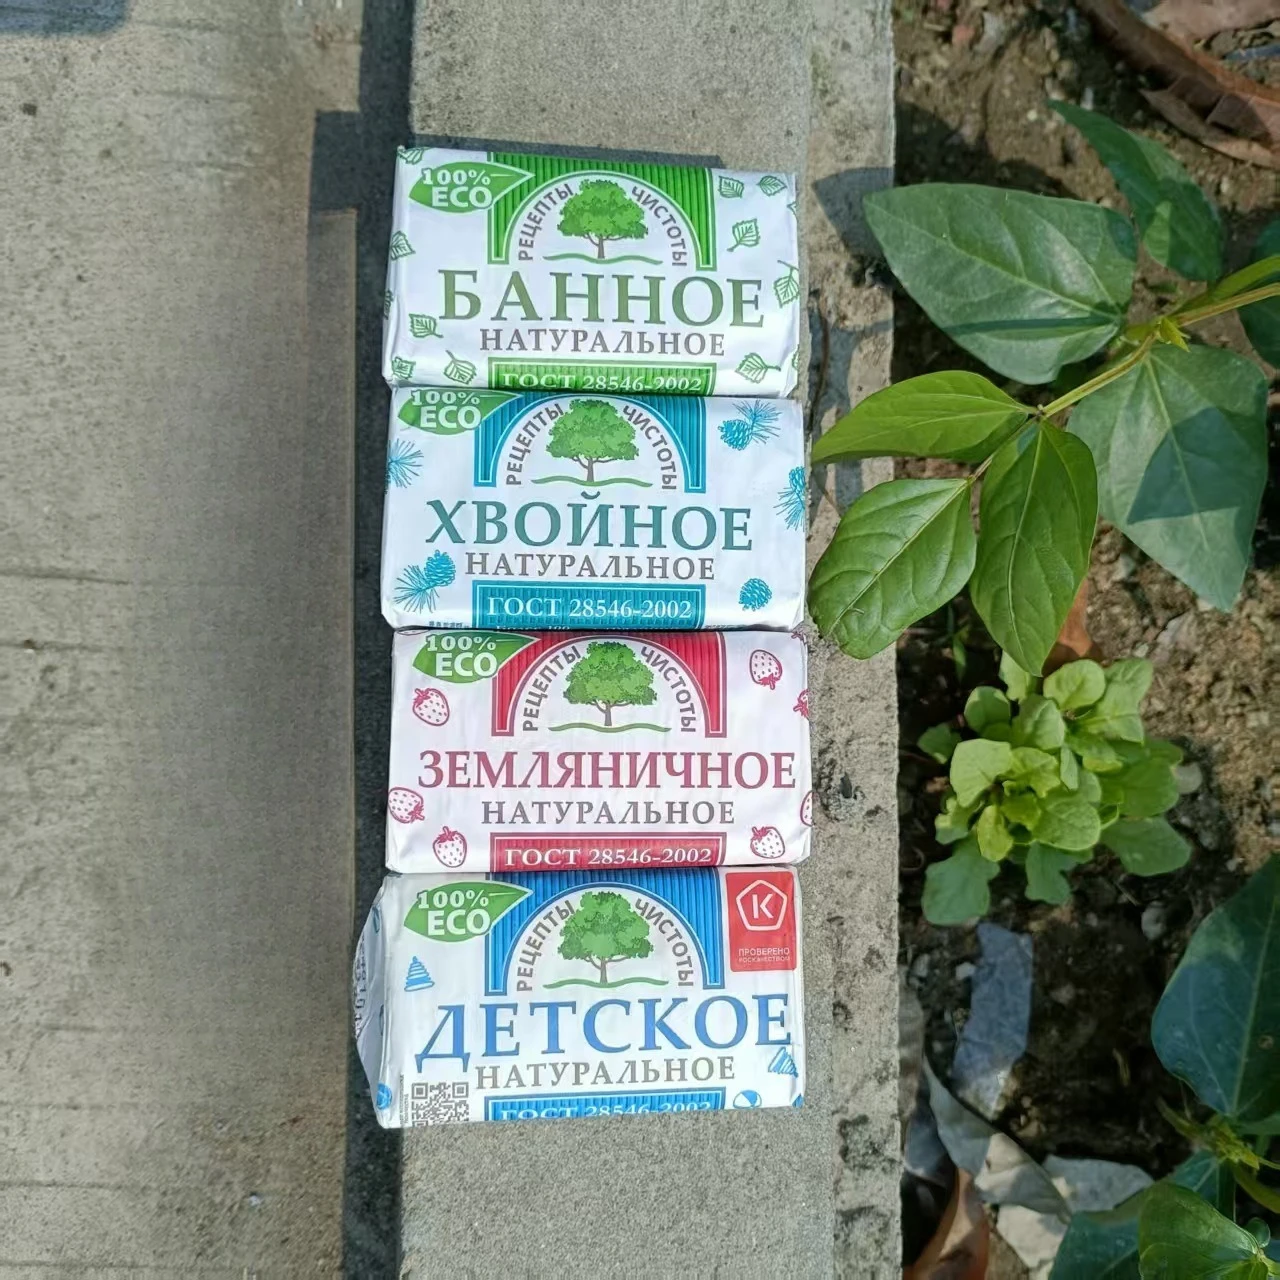 100%
ECO
РЕЦЕПТЫ ЧИСТОТЫ
БАННОЕ
НАТУРАЛЬНОЕ
ГОСТ 28546-2002
100%
ECO
РЕЦЕПТЫ ЧИСТОТЫ
ХВОЙНОЕ
НАТУРАЛЬНОЕ
ГОСТ 28546-2002
100%
ECO
РЕЦЕПТЫ ЧИСТОТЫ
ЗЕМЛЯНИЧНОЕ
НАТУРАЛЬНОЕ
ГОСТ 28546-2002
100%
ECO
РЕЦЕПТЫ ЧИСТОТЫ
К
ПРОВЕРЕНО
РОСКАЧЕСТВОМ
ДЕТСКОЕ
НАТУРАЛЬНОЕ
ГОСТ 28546-2002